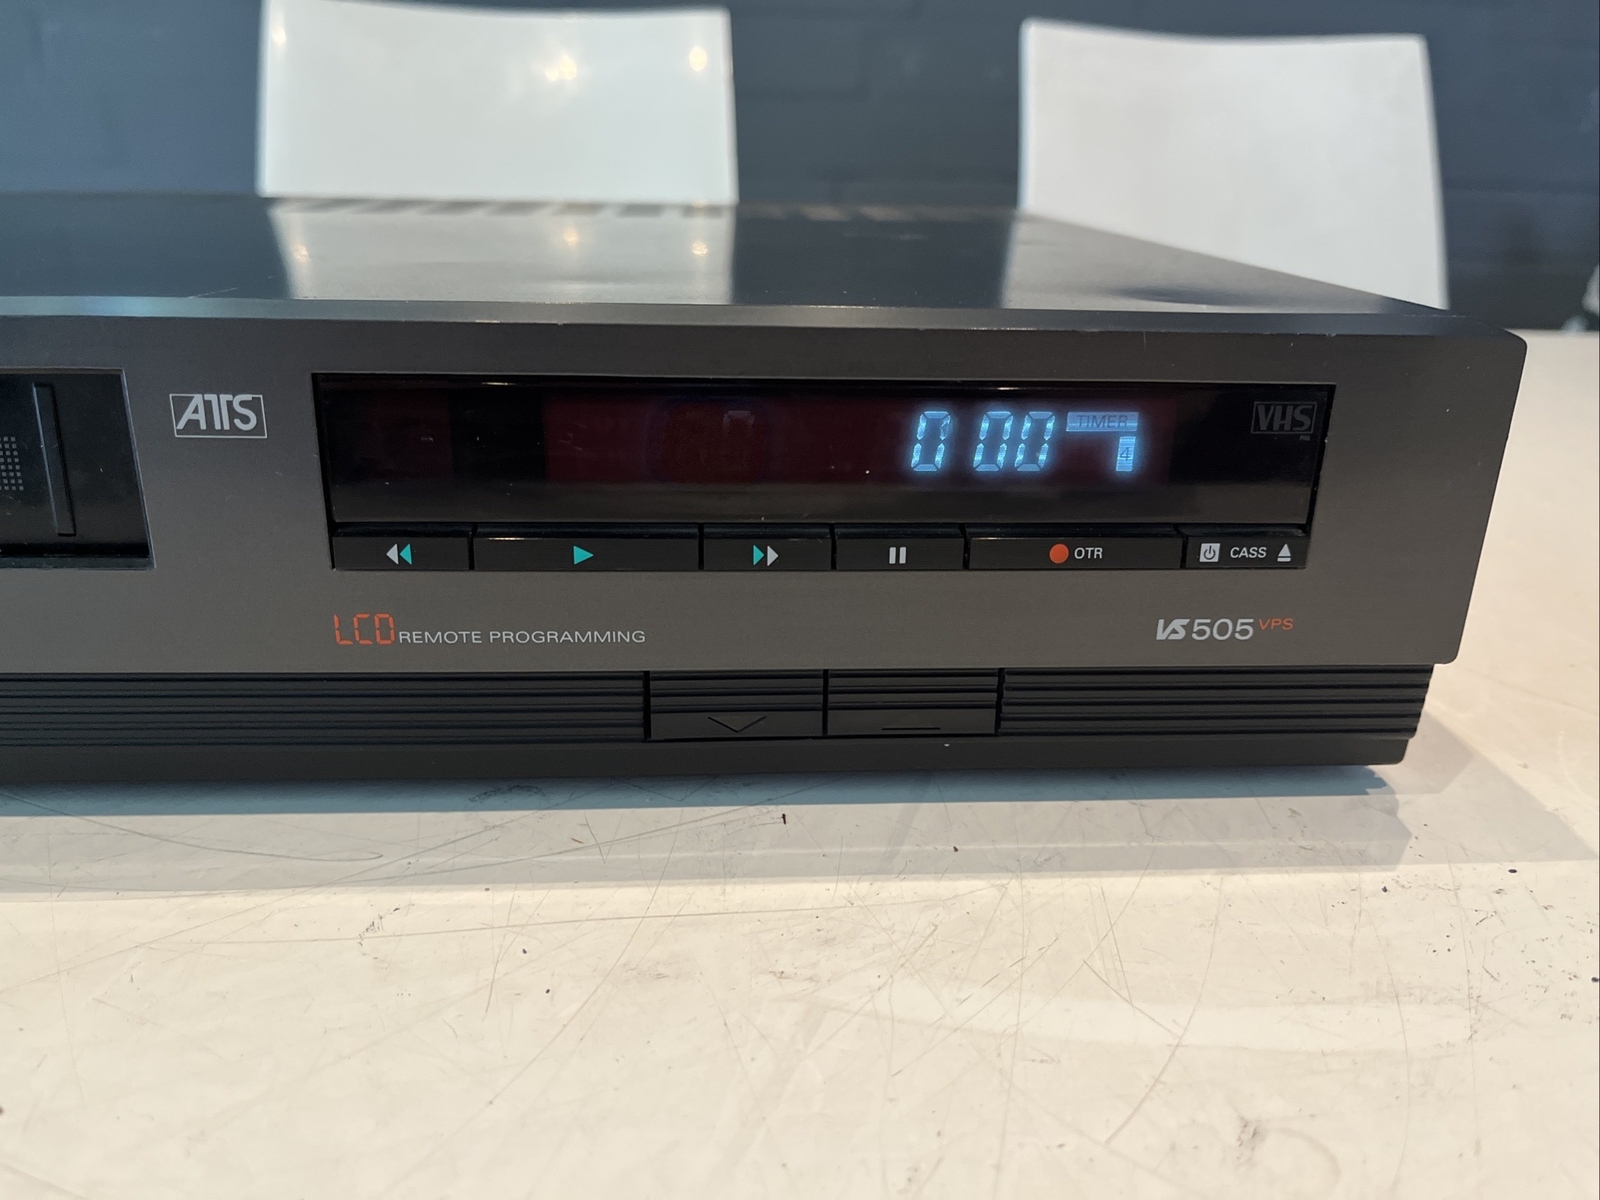 ATS
0 00
TIMER
4
VHS
OTR
CASS
LCD REMOTE PROGRAMMING
VS 505 VPS